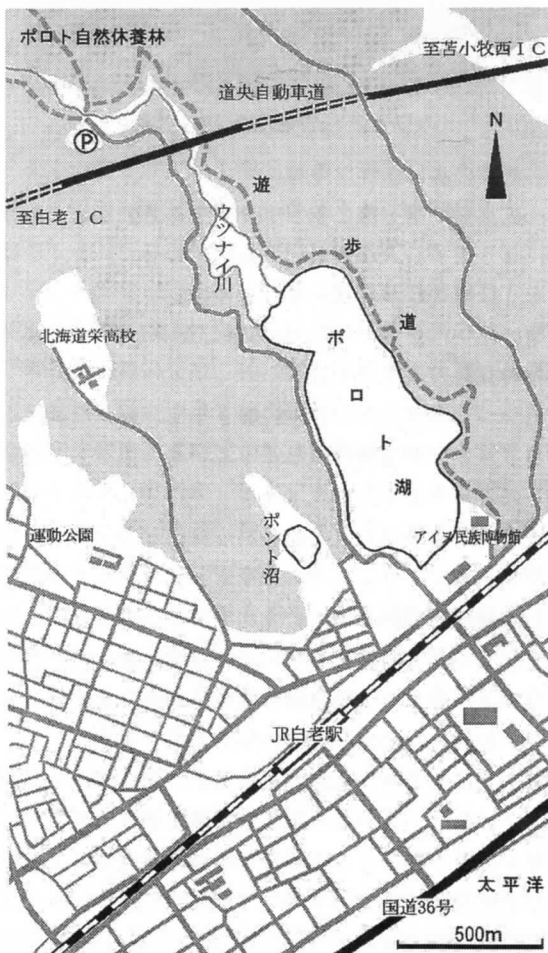 ポロト自然休養林
至苫小牧西ＩＣ
道央自動車道
Ⓟ
N
至白老ＩＣ
遊歩道
ウツナイ川
北海道栄高校
ポロト湖
運動公園
ポント沼
アイヌ民族博物館
JR白老駅
太平洋
国道36号
500m